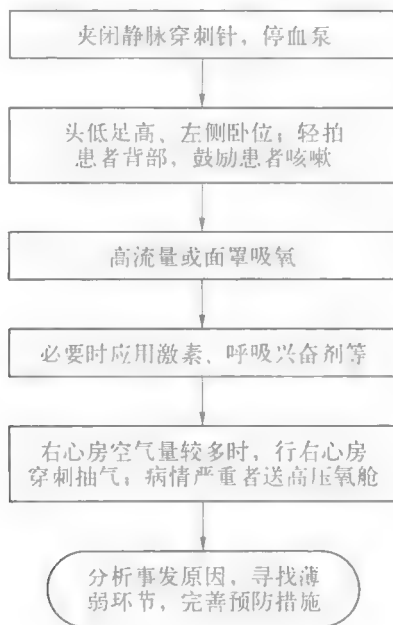 夹闭静脉穿刺针，停血泵
头低足高、左侧卧位；轻拍
患者背部，鼓励患者咳嗽
高流量或面罩吸氧
必要时应用激素、呼吸兴奋剂等
右心房空气量较多时，行右心房
穿刺抽气；病情严重者送高压氧舱
分析事发原因，寻找薄
弱环节，完善预防措施